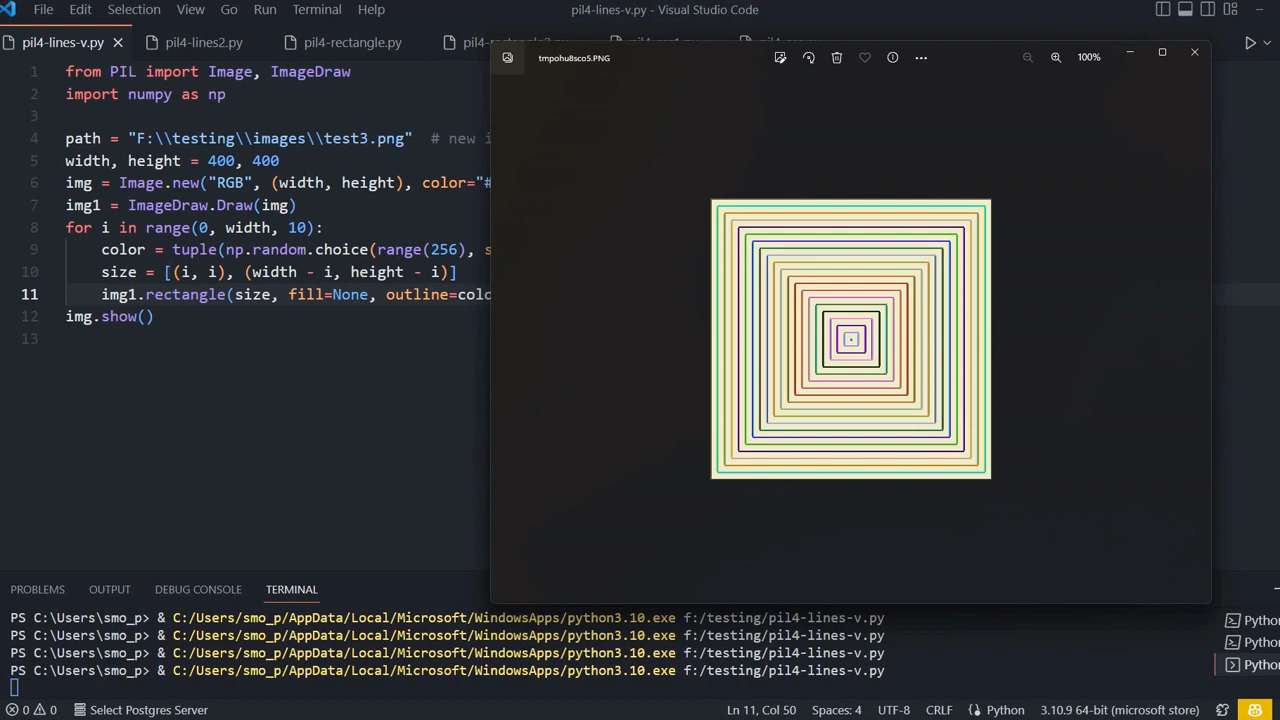 File Edit Selection View Go Run Terminal Help pil4-lines-v.py - Visual Studio Code
pil4-lines-v.py pil4-lines2.py pil4-rectangle.py
tmpohu8sco5.PNG 100%
1 from PIL import Image, ImageDraw
2 import numpy as np
3
4 path = "F:\\testing\\images\\test3.png" # new i
5 width, height = 400, 400
6 img = Image.new("RGB", (width, height), color="#
7 img1 = ImageDraw.Draw(img)
8 for i in range(0, width, 10):
9 color = tuple(np.random.choice(range(256), s
10 size = [(i, i), (width - i, height - i)]
11 img1.rectangle(size, fill=None, outline=colo
12 img.show()
13
PROBLEMS OUTPUT DEBUG CONSOLE TERMINAL
PS C:\Users\smo_p> & C:/Users/smo_p/AppData/Local/Microsoft/WindowsApps/python3.10.exe f:/testing/pil4-lines-v.py
PS C:\Users\smo_p> & C:/Users/smo_p/AppData/Local/Microsoft/WindowsApps/python3.10.exe f:/testing/pil4-lines-v.py Pytho
PS C:\Users\smo_p> & C:/Users/smo_p/AppData/Local/Microsoft/WindowsApps/python3.10.exe f:/testing/pil4-lines-v.py Pytho
PS C:\Users\smo_p> & C:/Users/smo_p/AppData/Local/Microsoft/WindowsApps/python3.10.exe f:/testing/pil4-lines-v.py Pytho
0 0 Select Postgres Server Ln 11, Col 50 Spaces: 4 UTF-8 CRLF Python 3.10.9 64-bit (microsoft store)